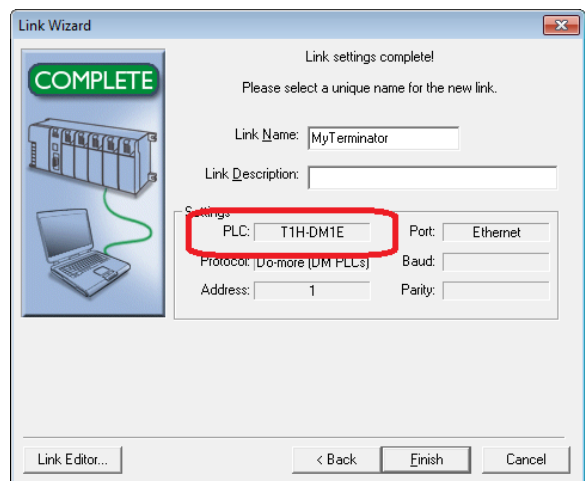 Link Wizard
COMPLETE
Link settings complete!
Please select a unique name for the new link.
Link Name: MyTerminator
Link Description:
Settings
PLC: T1H-DM1E Port: Ethernet
Protocol: Do-more (DM PLCs) Baud:
Address: 1 Parity:
Link Editor... < Back Finish Cancel